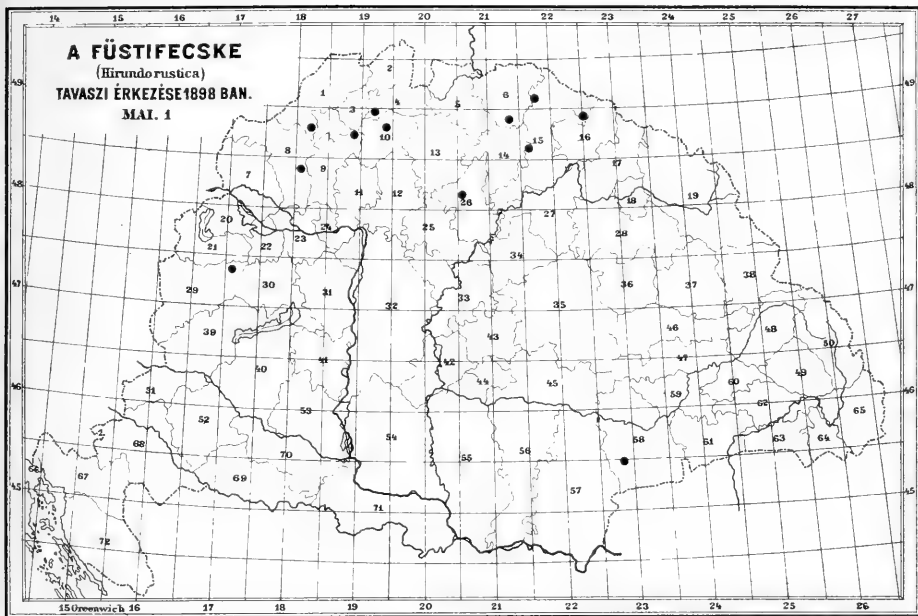 14 15 16 17 18 19 20 21 22 23 24 25 26 27
A FÜSTIFECSKE
(Hirundo rustica)
TAVASZI ÉRKEZÉSE 1898 BAN.
MAI. 1
2
49 1 3 4 5 6 49
8 9 10 13 14 15 16
7 11 12 26 17 18 19
48 20 24 25 27 48
21 22 23 34 28
29 30 31 32 33 35 36 37 38
47 47
39 43 46 48 50
40 41 42 44 45 47 49
46 51 52 53 59 60 62 65 46
68 54 55 56 58 61 63 64
66 67 69 70 57
45 71 45
72
15 Greenwich 16 17 18 19 20 21 22 23 24 25 26